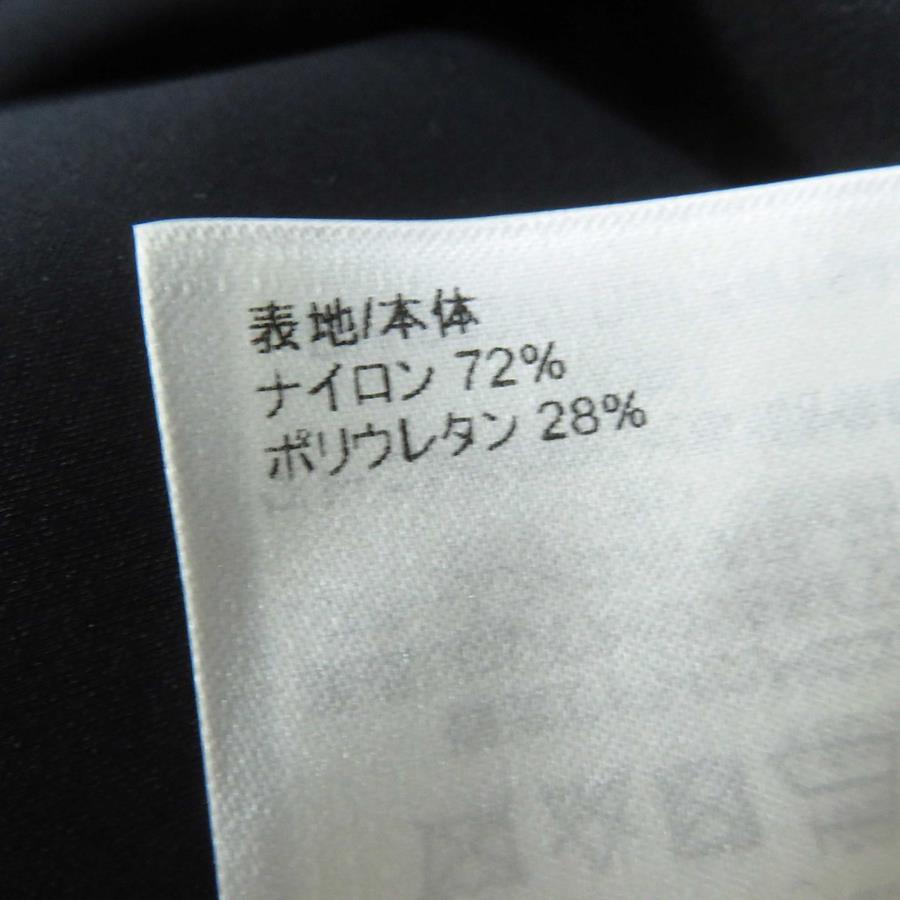 表地/本体
ナイロン 72%
ポリウレタン 28%